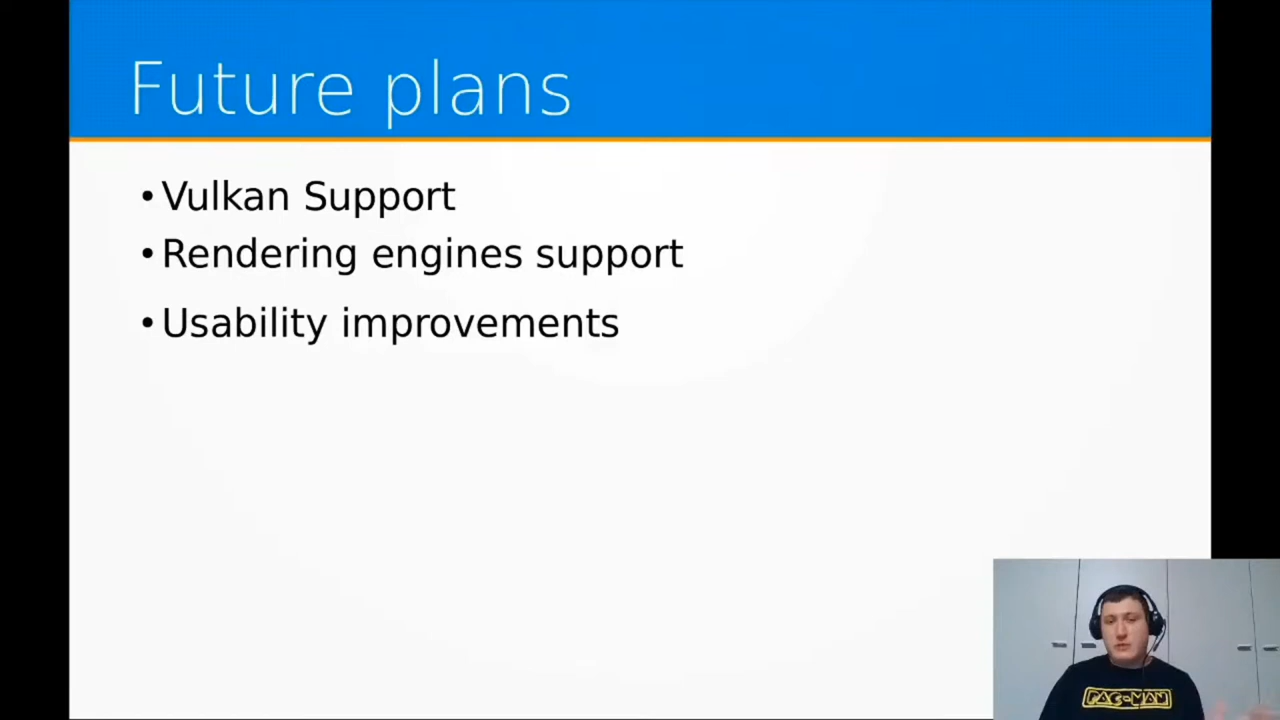 Future plans
• Vulkan Support
• Rendering engines support
• Usability improvements
PAC-MAN